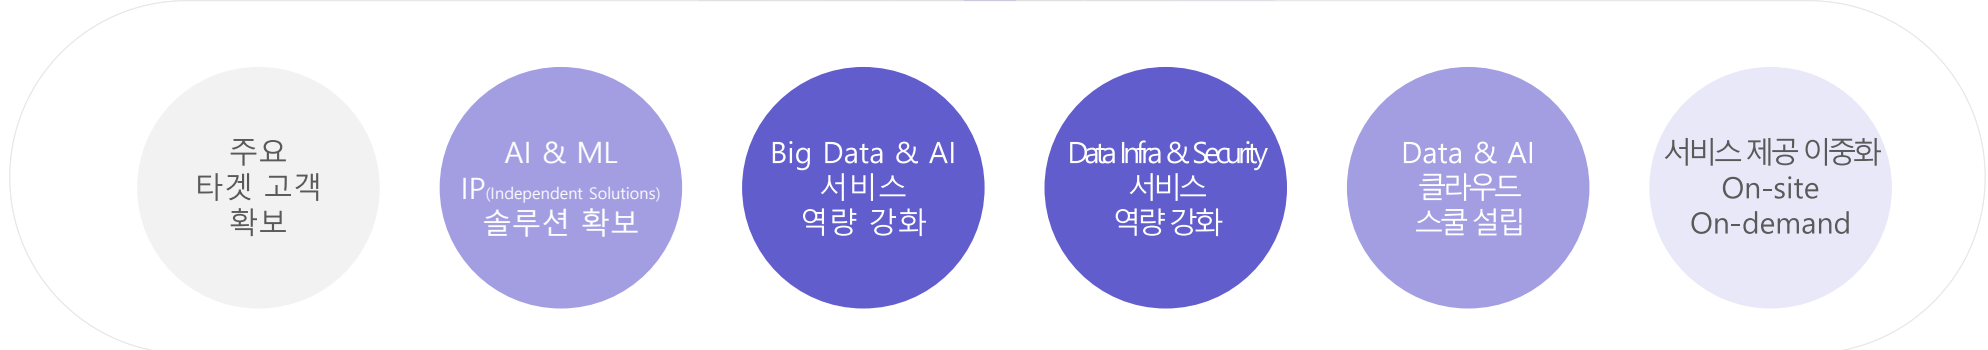 주요
타겟 고객
확보
AI & ML
IP(Independent Solutions)
솔루션 확보
Big Data & AI
서비스
역량 강화
Data Infra & Security
서비스
역량 강화
Data & AI
클라우드
스쿨 설립
서비스 제공 이중화
On-site
On-demand